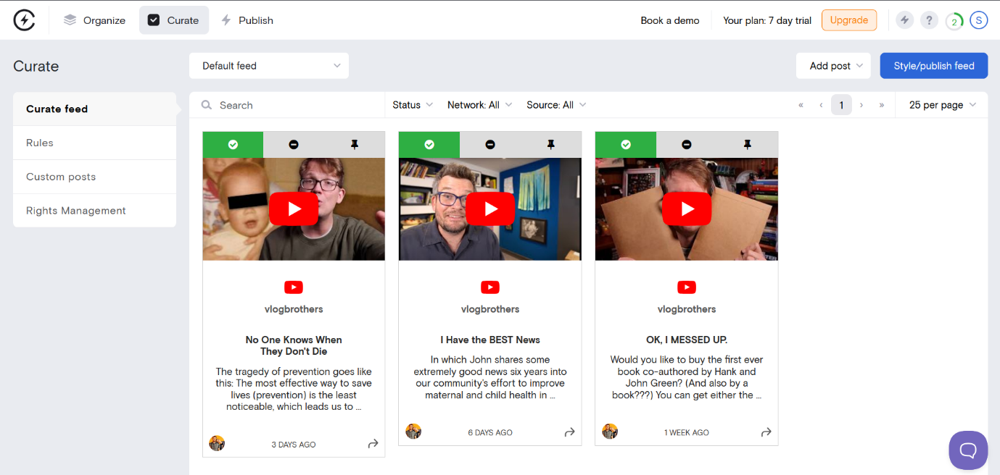 Organize
Curate
Publish
Book a demo
Your plan: 7 day trial
Upgrade
?
2
S
Curate
Default feed
Add post
Style/publish feed
Curate feed
Rules
Custom posts
Rights Management
Search
Status
Network: All
Source: All
«
‹
1
›
»
25 per page
vlogbrothers
No One Knows When
They Don't Die
The tragedy of prevention goes like
this: The most effective way to save
lives (prevention) is the least
noticeable, which leads us to ...
3 DAYS AGO
vlogbrothers
I Have the BEST News
In which John shares some
extremely good news six years into
our community's effort to improve
maternal and child health in ...
6 DAYS AGO
vlogbrothers
OK, I MESSED UP.
Would you like to buy the first ever
book co-authored by Hank and
John Green? (And also by a
book???) You can get either the ...
1 WEEK AGO